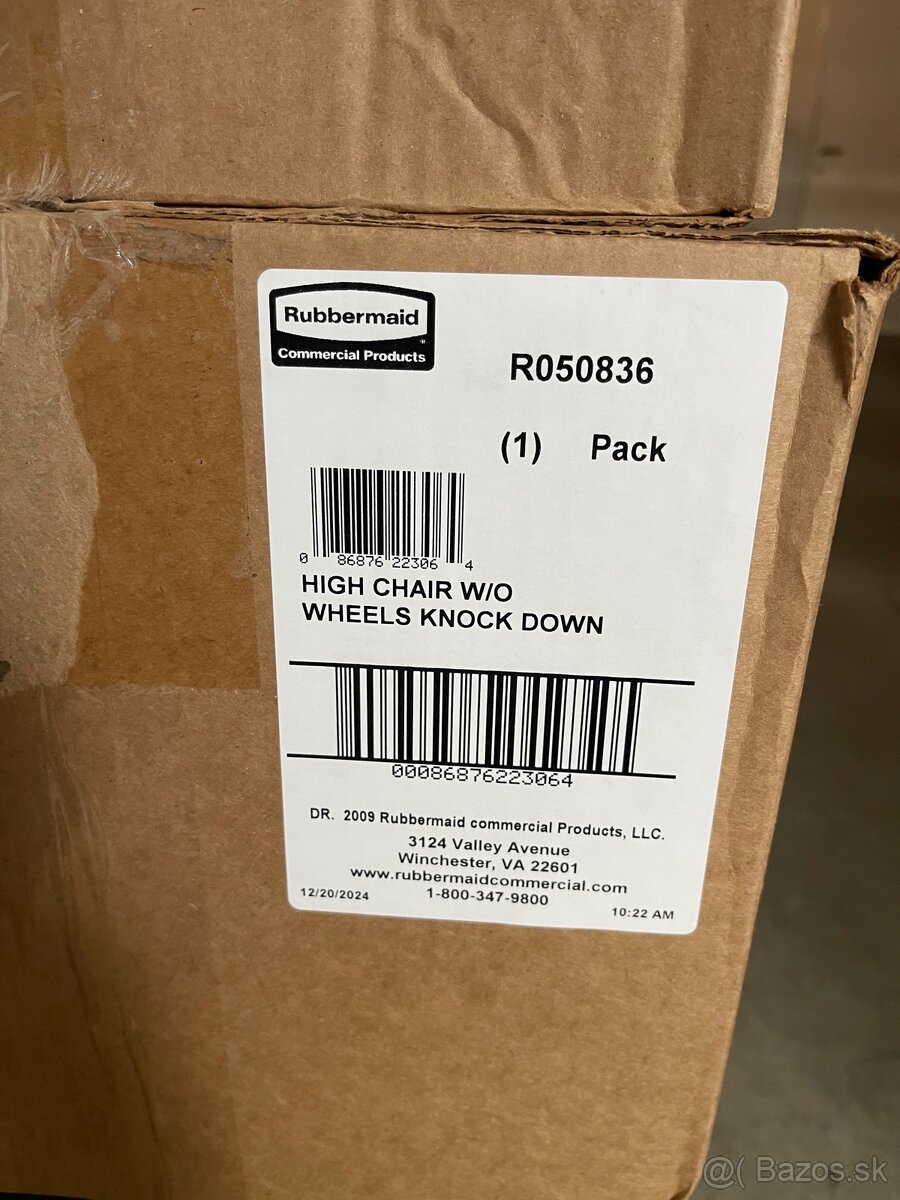 Rubbermaid
Commercial Products
R050836
(1) Pack
0 86876 22306 4
HIGH CHAIR W/O
WHEELS KNOCK DOWN
00086876223064
DR. 2009 Rubbermaid commercial Products, LLC.
3124 Valley Avenue
Winchester, VA 22601
www.rubbermaidcommercial.com
1-800-347-9800
12/20/2024
10:22 AM
@( Bazos.sk